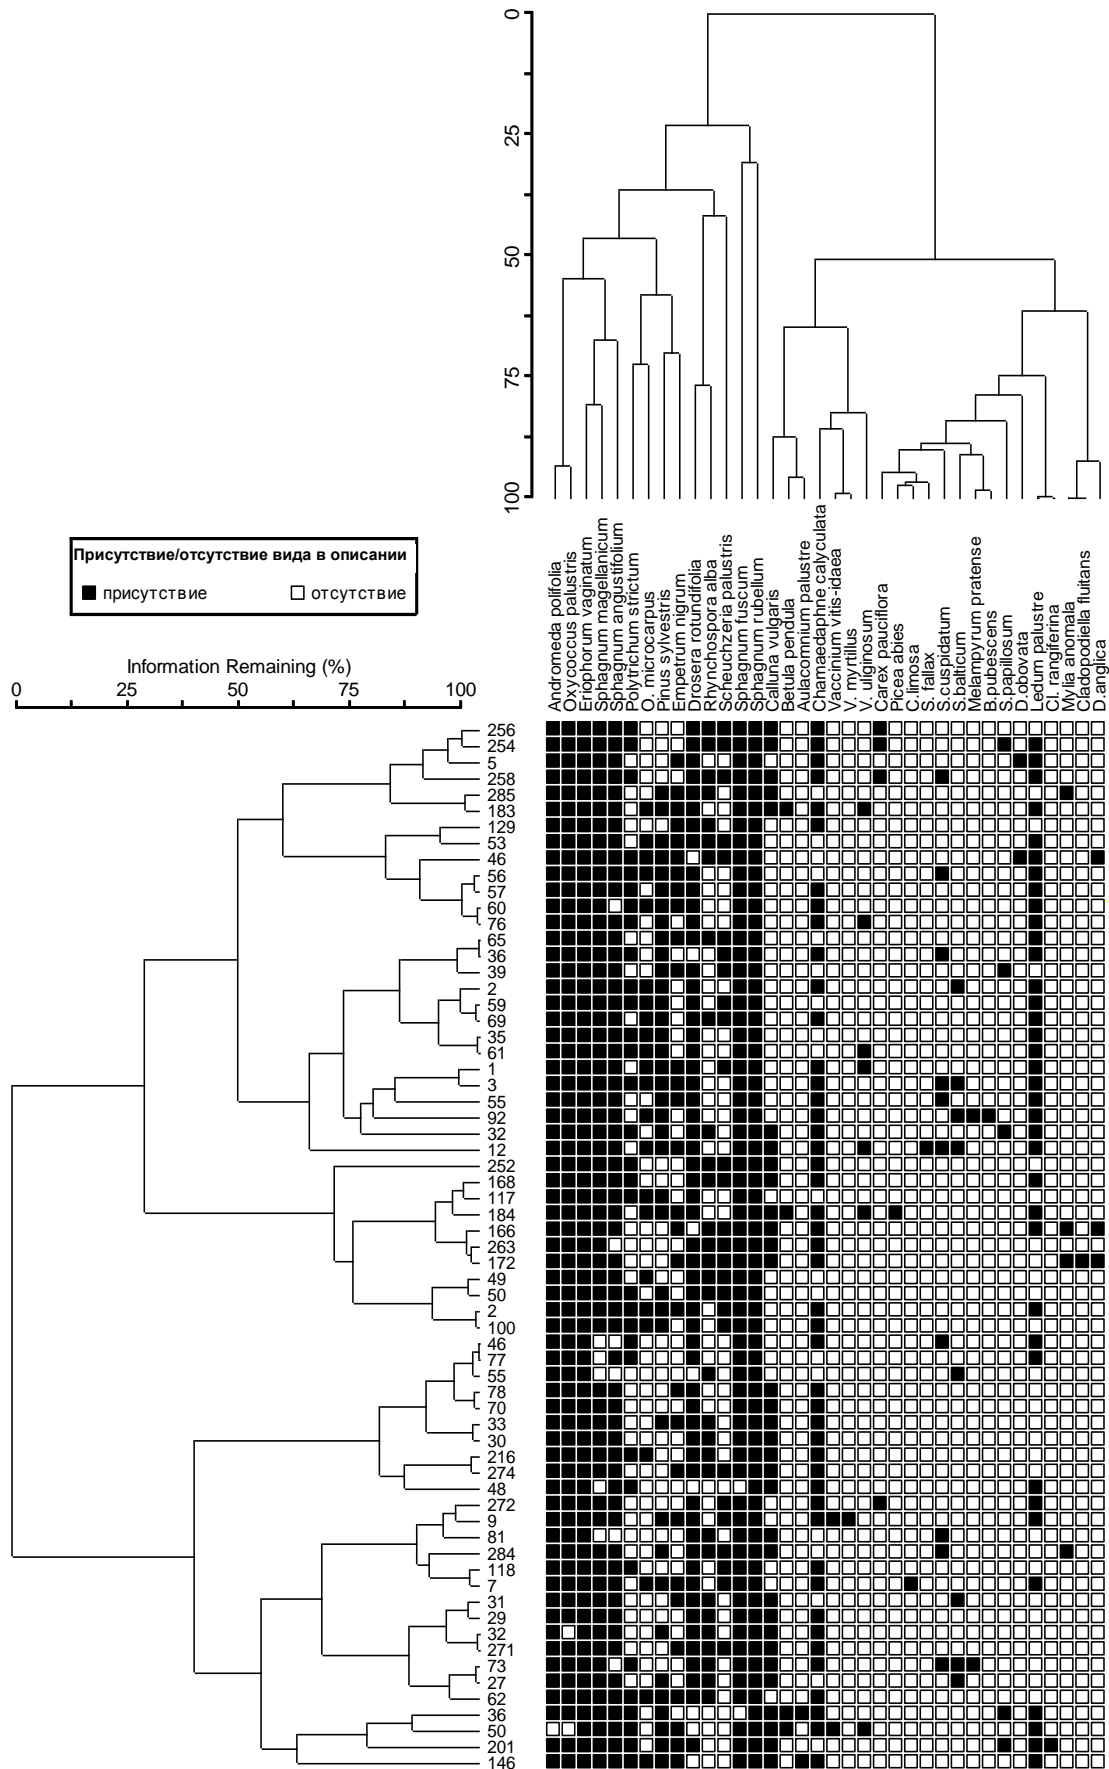 0
25
50
75
100
Присутствие/отсутствие вида в описании
присутствие
отсутствие
Information Remaining (%)
0 25 50 75 100
Andromeda polifolia
Oxycoccus palustris
Eriophorum vaginatum
Sphagnum magellanicum
Sphagnum angustifolium
Polytrichum strictum
O. microcarpus
Pinus sylvestris
Empetrum nigrum
Drosera rotundifolia
Rhynchospora alba
Scheuchzeria palustris
Sphagnum fuscum
Sphagnum rubellum
Calluna vulgaris
Betula pendula
Aulacomnium palustre
Chamaedaphne calyculata
Vaccinium vitis-idaea
V. myrtillus
V. uliginosum
Carex pauciflora
Picea abies
C.limosa
S. fallax
S.cuspidatum
S.balticum
Melampyrum pratense
B.pubescens
S.papillosum
D.obovata
Ledum palustre
Cl. rangiferina
Mylia anomala
Cladopodiella fluitans
D.anglica
256
254
5
258
285
183
129
53
46
56
57
60
76
65
36
39
2
59
69
35
61
1
3
55
92
32
12
252
168
117
184
166
263
172
49
50
2
100
46
77
55
78
70
33
30
216
274
48
272
9
81
284
118
7
31
29
32
271
73
27
62
36
50
201
146